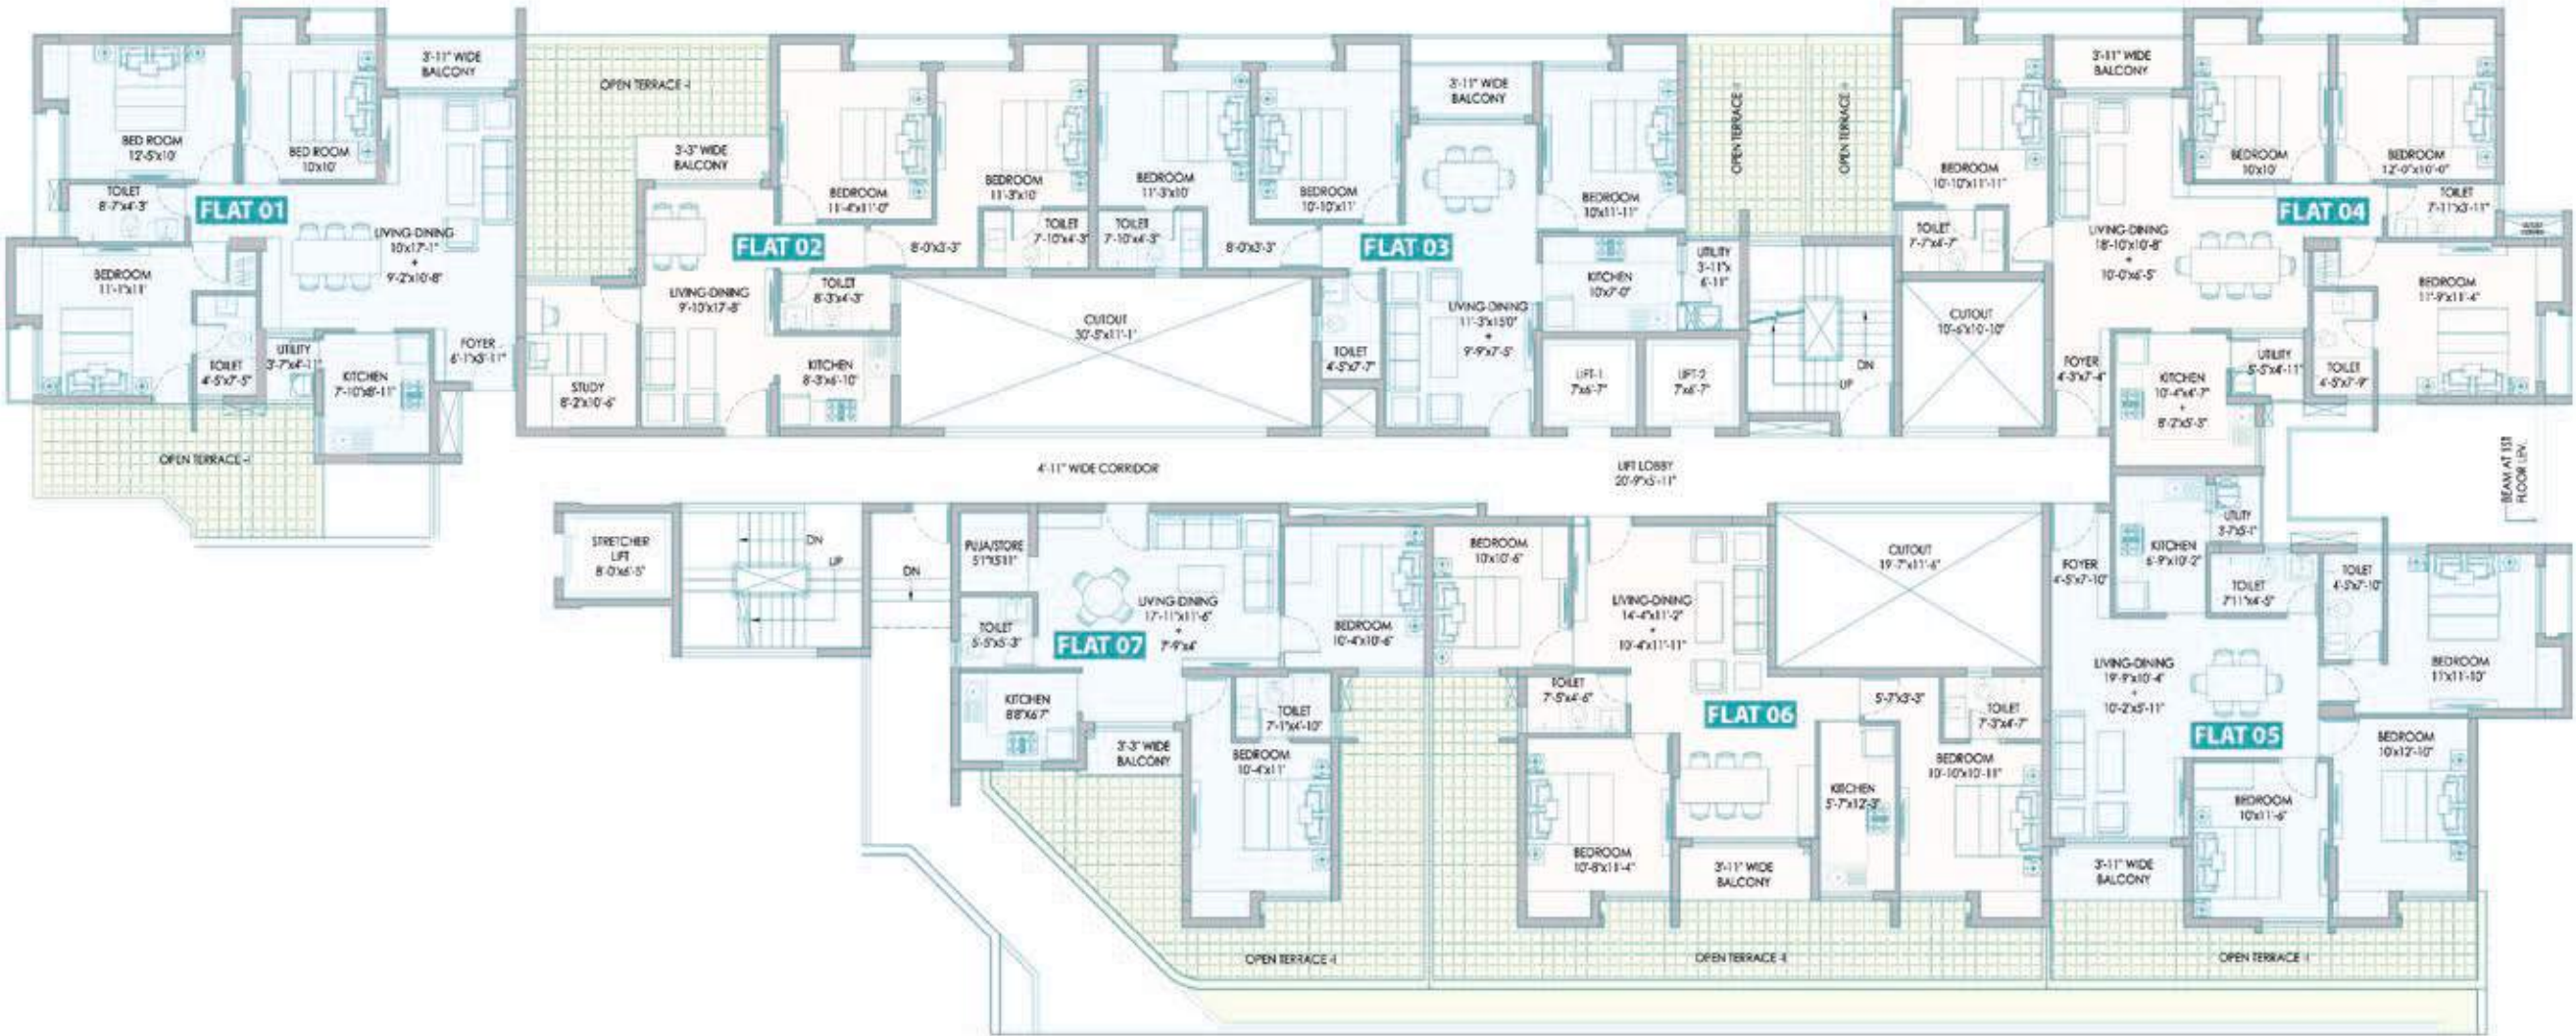 BED ROOM
12'-5"x10'
BED ROOM
10'x10'
3'-11" WIDE
BALCONY
TOILET
8'-7"x4'-3"
FLAT 01
LIVING-DINING
10'x17'-1"
+
9'-2"x10'-8"
BEDROOM
11'-1"x11'
TOILET
4'-5"x7'-5"
UTILITY
3'-7"x4'-11"
KITCHEN
7'-10"x8'-11"
FOYER
6'-1"x3'-11"
OPEN TERRACE-I
OPEN TERRACE-I
3'-3" WIDE
BALCONY
BEDROOM
11'-4"x11'-0"
BEDROOM
11'-3"x10'
FLAT 02
8'-0"x3'-3"
TOILET
7'-10"x4'-3"
LIVING-DINING
9'-10"x17'-8"
TOILET
8'-3"x4'-3"
KITCHEN
8'-3"x6'-10"
STUDY
8'-2"x10'-6"
CUTOUT
30'-5"x11'-1"
BEDROOM
11'-3"x10'
BEDROOM
10'-10"x11'
3'-11" WIDE
BALCONY
BEDROOM
10'x11'-11"
TOILET
7'-10"x4'-3"
8'-0"x3'-3"
FLAT 03
LIVING-DINING
11'-3"x15'0"
+
9'-9"x7'-5"
TOILET
4'-5"x7'-7"
KITCHEN
10'x7'-0"
UTILITY
3'-11"x
6'-11"
LIFT-1
7'x6'-7"
LIFT-2
7'x6'-7"
OPEN TERRACE-I
OPEN TERRACE-I
DN
UP
BEDROOM
10'-10"x11'-11"
TOILET
7'-7"x4'-7"
CUTOUT
10'-6"x10'-10"
3'-11" WIDE
BALCONY
BEDROOM
10'x10'
BEDROOM
12'-0"x10'-0"
FLAT 04
TOILET
7'-11"x3'-11"
LIVING-DINING
18'-10"x10'-8"
+
10'-0"x6'-5"
BEDROOM
11'-9"x11'-4"
FOYER
4'-3"x7'-4"
KITCHEN
10'-4"x4'-7"
+
8'-2"x5'-3"
UTILITY
5'-5"x4'-11"
TOILET
4'-5"x7'-9"
BEAM AT 1ST
FLOOR LEV.
4'-11" WIDE CORRIDOR
LIFT LOBBY
20'-9"x5'-11"
STRETCHER
LIFT
8'-0"x6'-5"
DN
UP
DN
PUJA/STORE
5'1"X5'11"
TOILET
5'-5"x5'-3"
LIVING-DINING
17'-11"x11'-6"
+
7'-9"x4'
FLAT 07
BEDROOM
10'-4"x10'-6"
KITCHEN
8'8"X6'7"
3'-3" WIDE
BALCONY
TOILET
7'-1"x4'-10"
BEDROOM
10'-4"x11'
OPEN TERRACE-I
BEDROOM
10'x10'-6"
LIVING-DINING
14'-4"x11'-2"
+
10'-4"x11'-11"
CUTOUT
19'-7"x11'-6"
TOILET
7'-5"x4'-6"
FLAT 06
5'-7"x3'-3"
TOILET
7'-3"x4'-7"
BEDROOM
10'-8"x11'-4"
3'-11" WIDE
BALCONY
KITCHEN
5'-7"x12'-3"
BEDROOM
10'-10"x10'-11"
OPEN TERRACE-I
FOYER
4'-5"x7'-10"
KITCHEN
6'-9"x10'-2"
UTILITY
3'-7"x5'-1"
TOILET
7'11"x4'-5"
TOILET
4'-5"x7'-10"
BEDROOM
11'x11'-10"
LIVING-DINING
19'-9"x10'-4"
+
10'-2"x5'-11"
FLAT 05
BEDROOM
10'x12'-10"
BEDROOM
10'x11'-6"
3'-11" WIDE
BALCONY
OPEN TERRACE-I